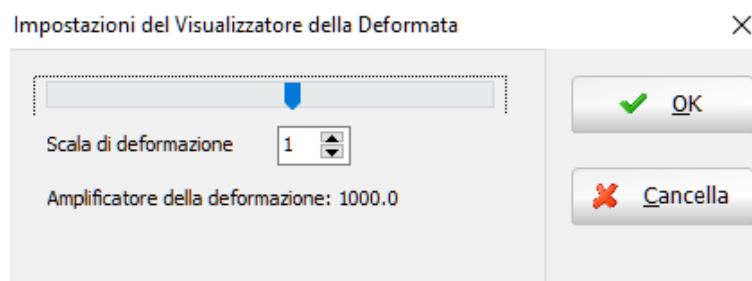 Impostazioni del Visualizzatore della Deformata
OK
Scala di deformazione 1
Amplificatore della deformazione: 1000.0
Cancella